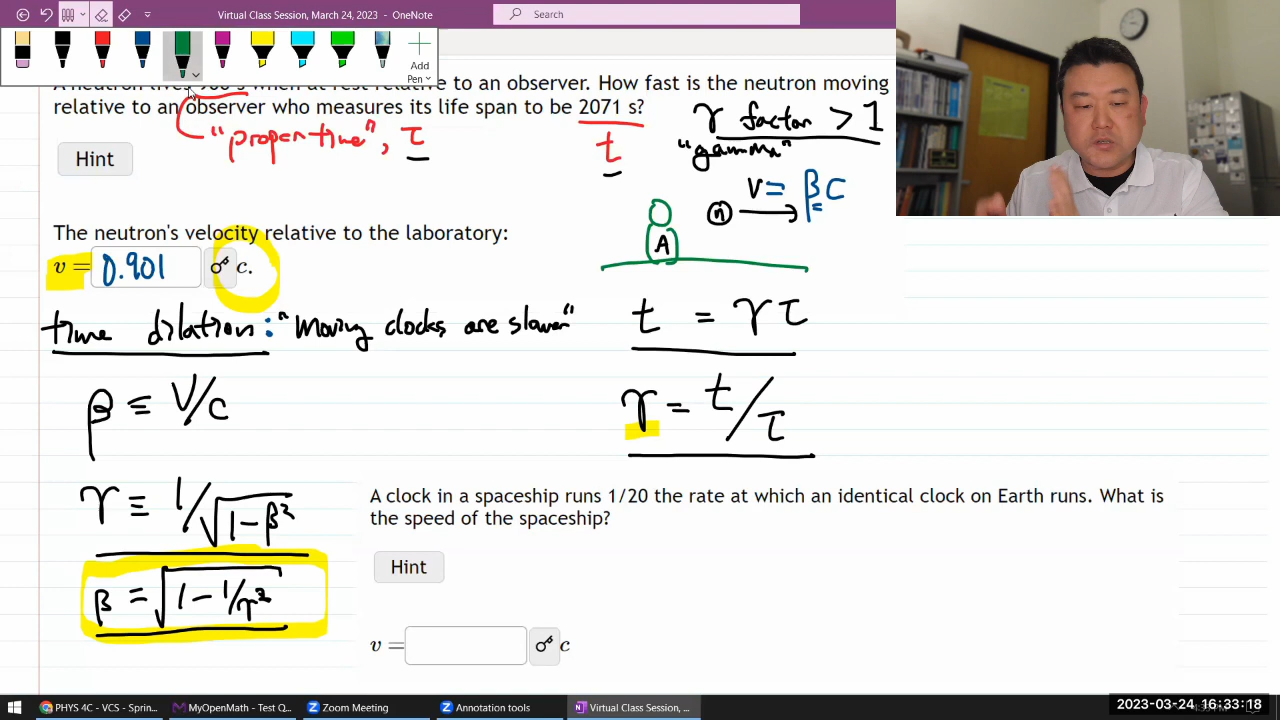 Virtual Class Session, March 24, 2023 - OneNote
Search
Add
Pen
A neutron lives 900 s when at rest relative to an observer. How fast is the neutron moving
relative to an observer who measures its life span to be 2071 s?
γ factor > 1
"gamma"
"proper time", τ
t
Hint
n
v = βc
The neutron's velocity relative to the laboratory:
A
v = 0.901 c.
time dilation: "Moving clocks are slower"
t = γτ
β ≡ v/c
γ = t/τ
γ ≡ 1/√(1-β²)
A clock in a spaceship runs 1/20 the rate at which an identical clock on Earth runs. What is
the speed of the spaceship?
Hint
β = √(1 - 1/γ²)
v = c
PHYS 4C - VCS - Sprin...
MyOpenMath - Quic...
Zoom Meeting
Annotation tools
Virtual Class Session, ...
2023-03-24 16:33:18